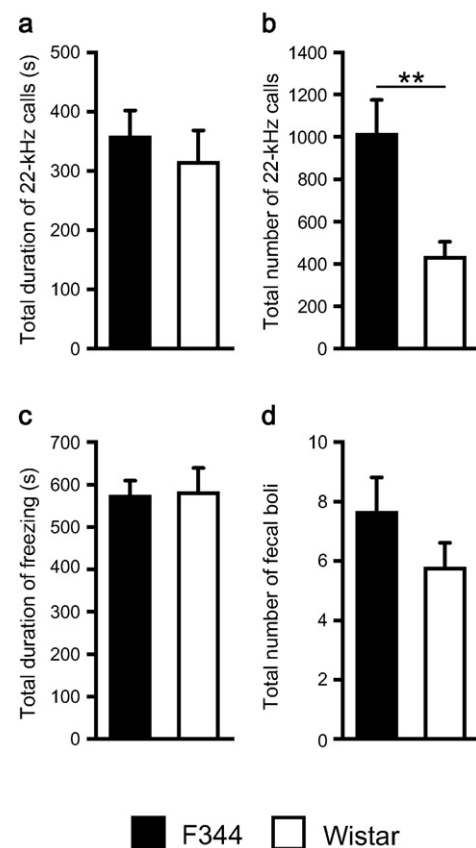 a
Total duration of 22-kHz calls (s)
500
400
300
200
100
0
b
Total number of 22-kHz calls
1400
1200
1000
800
600
400
200
0
**
c
Total duration of freezing (s)
700
600
500
400
300
200
100
0
d
Total number of fecal boli
10
8
6
4
2
0
F344
Wistar